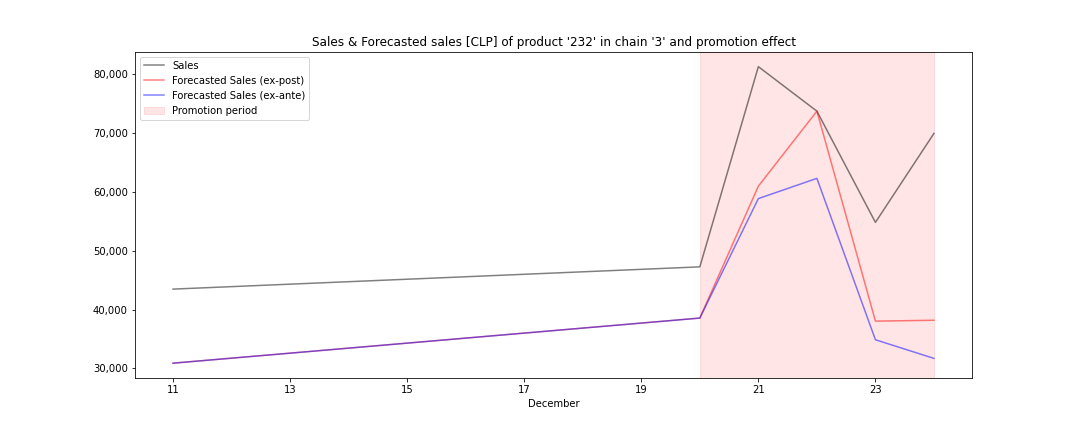 Sales & Forecasted sales [CLP] of product '232' in chain '3' and promotion effect
Sales
Forecasted Sales (ex-post)
Forecasted Sales (ex-ante)
Promotion period
80,000
70,000
60,000
50,000
40,000
30,000
11 13 15 17 19 21 23
December